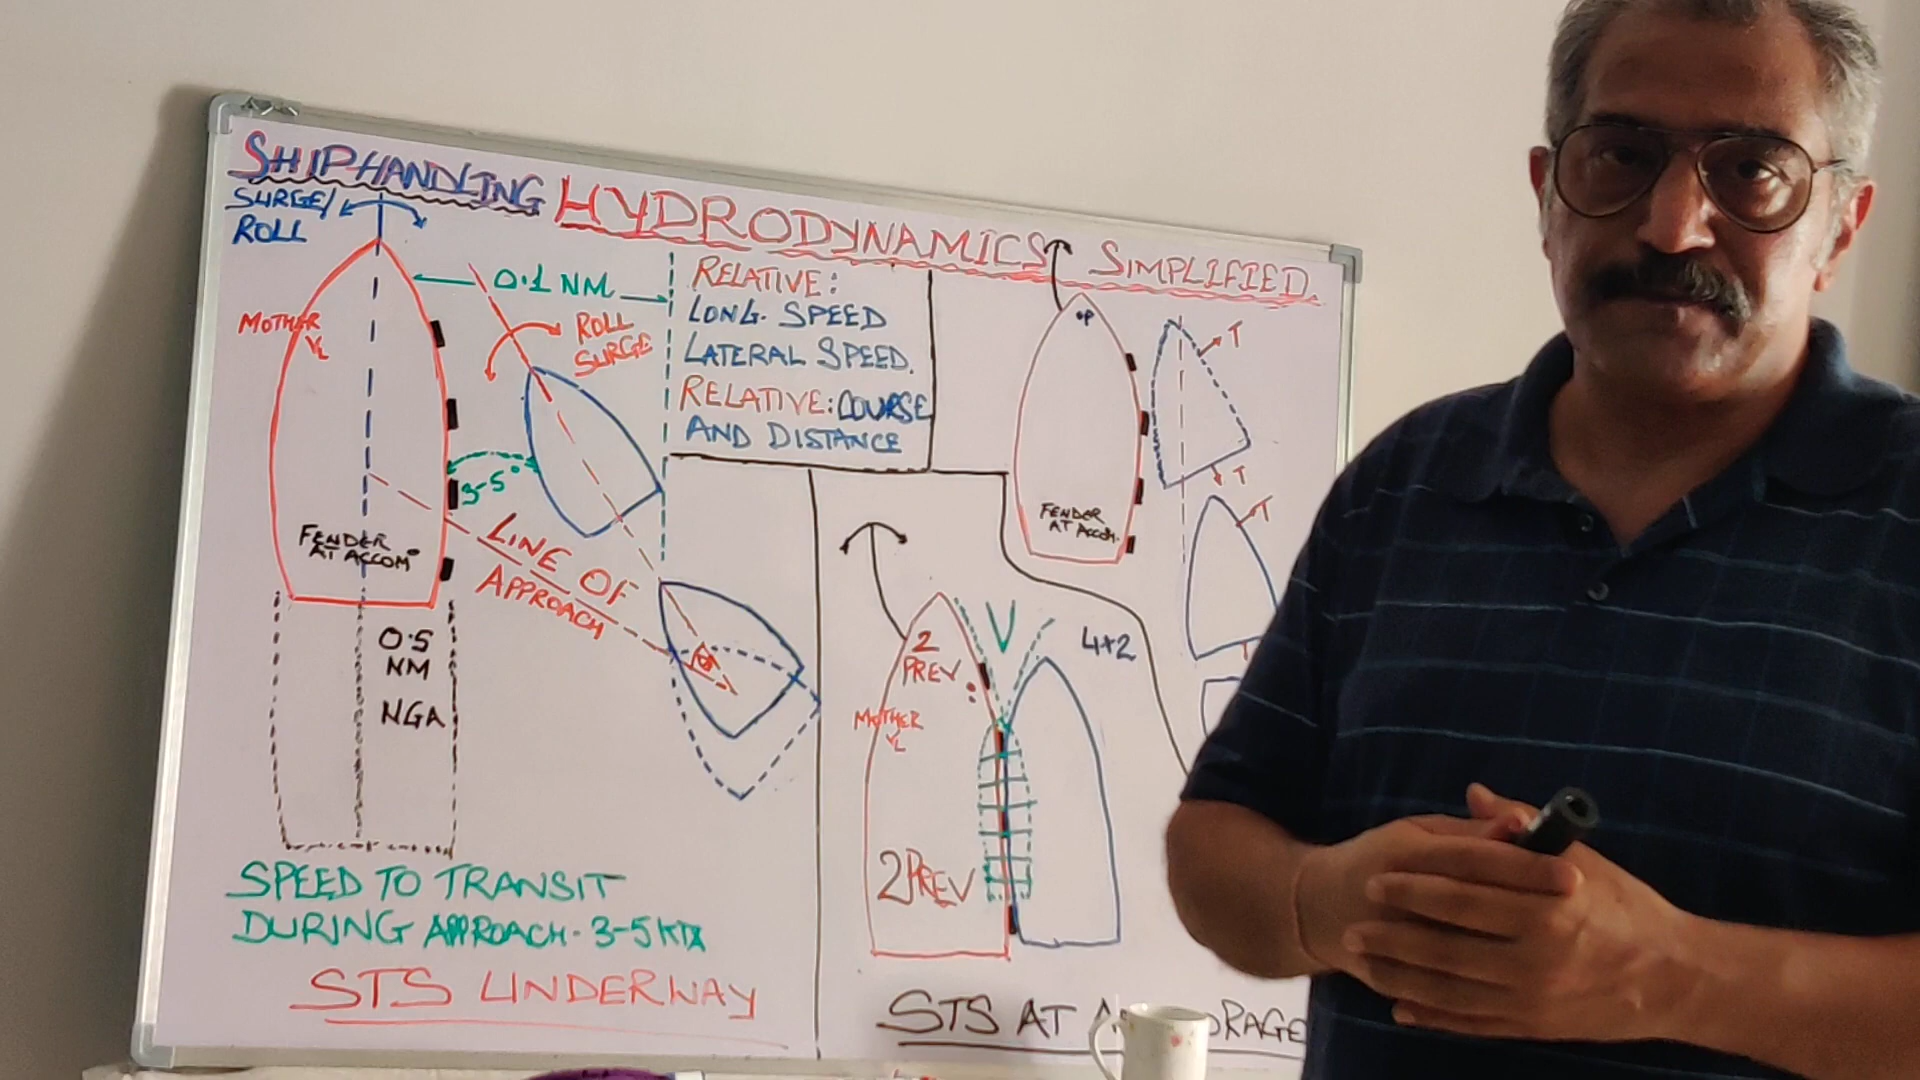 SHIPHANDLING HYDRODYNAMICS SIMPLIFIED
SURGE/
ROLL
0.1 NM
MOTHER
VL
ROLL
SURGE
3-5°
FENDER
AT ACCOM
LINE OF
APPROACH
0.5
NM
NGA
SPEED TO TRANSIT
DURING APPROACH - 3-5 KTS
STS UNDERWAY
RELATIVE:
LONG. SPEED
LATERAL SPEED.
RELATIVE: COURSE
AND DISTANCE
FENDER
AT ACCOM.
T
T
T
T
V
4+2
2
PREV
MOTHER
VL
2PREV
STS AT